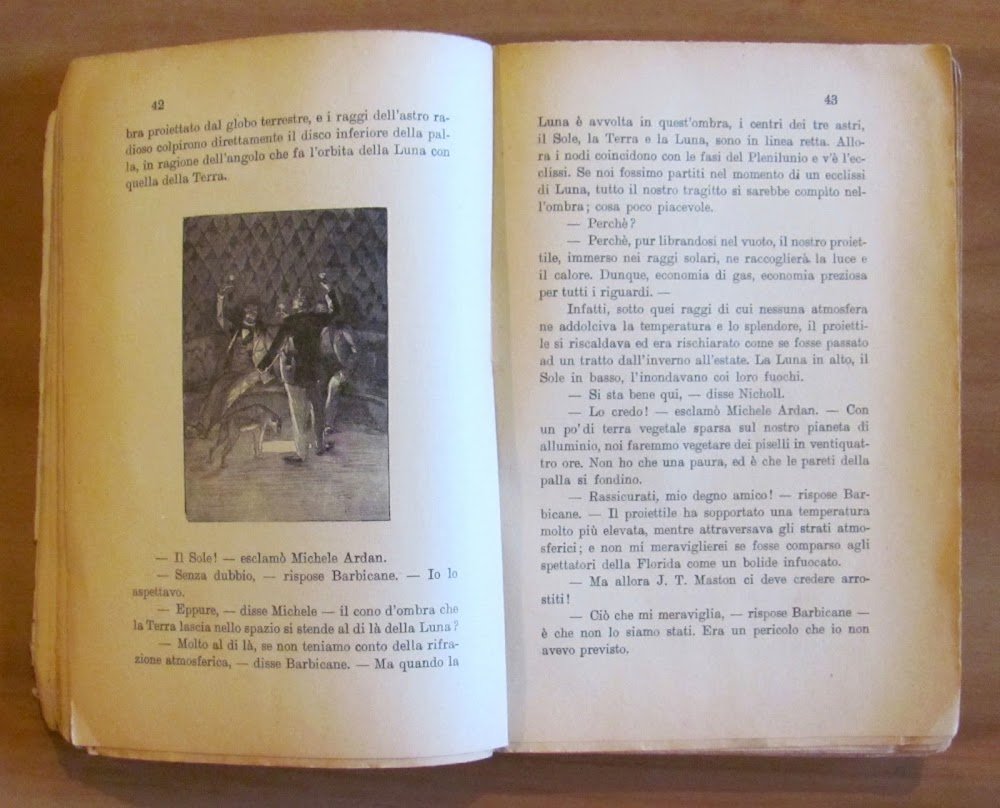 42
bra proiettato dal globo terrestre, e i raggi dell'astro ra-
dioso colpirono direttamente il disco inferiore della pal-
la, in ragione dell'angolo che fa l'orbita della Luna con
quella della Terra.
— Il Sole! — esclamò Michele Ardan.
— Senza dubbio, — rispose Barbicane. — Io lo
aspettavo.
— Eppure, — disse Michele — il cono d'ombra che
la Terra lascia nello spazio si stende al di là della Luna?
— Molto al di là, se non teniamo conto della rifra-
zione atmosferica, — disse Barbicane. — Ma quando la
43
Luna è avvolta in quest'ombra, i centri dei tre astri,
il Sole, la Terra e la Luna, sono in linea retta. Allo-
ra i nodi coincidono con le fasi del Plenilunio e v'è l'ec-
clissi. Se noi fossimo partiti nel momento di un ecclissi
di Luna, tutto il nostro tragitto si sarebbe compito nel-
l'ombra; cosa poco piacevole.
— Perchè?
— Perchè, pur librandosi nel vuoto, il nostro proiet-
tile, immerso nei raggi solari, ne raccoglierà la luce e
il calore. Dunque, economia di gas, economia preziosa
per tutti i riguardi. —
Infatti, sotto quei raggi di cui nessuna atmosfera
ne addolciva la temperatura e lo splendore, il proietti-
le si riscaldava ed era rischiarato come se fosse passato
ad un tratto dall'inverno all'estate. La Luna in alto, il
Sole in basso, l'inondavano coi loro fuochi.
— Si sta bene qui, — disse Nicholl.
— Lo credo! — esclamò Michele Ardan. — Con
un po' di terra vegetale sparsa sul nostro pianeta di
alluminio, noi faremmo vegetare dei piselli in ventiquat-
tro ore. Non ho che una paura, ed è che le pareti della
palla si fondino.
— Rassicurati, mio degno amico! — rispose Bar-
bicane. — Il proiettile ha sopportato una temperatura
molto più elevata, mentre attraversava gli strati atmo-
sferici; e non mi meraviglierei se fosse comparso agli
spettatori della Florida come un bolide infuocato.
— Ma allora J. T. Maston ci deve credere arro-
stiti!
— Ciò che mi meraviglia, — rispose Barbicane —
è che non lo siamo stati. Era un pericolo che io non
avevo previsto.